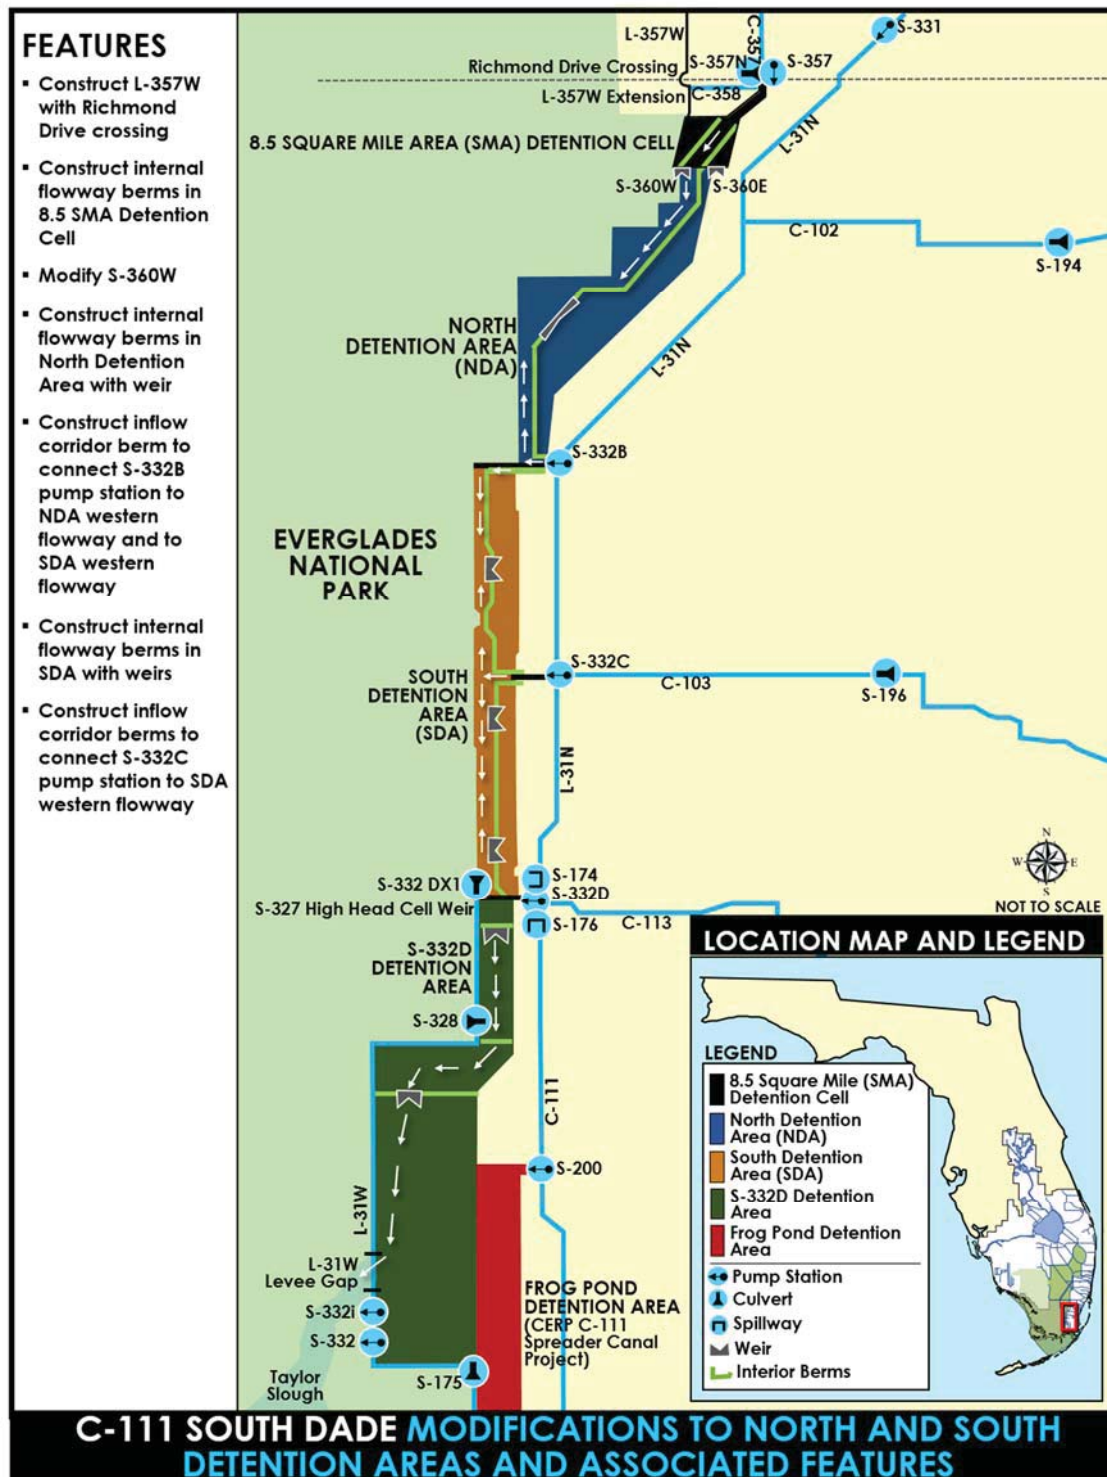 FEATURES
▪ Construct L-357W
with Richmond
Drive crossing
▪ Construct internal
flowway berms in
8.5 SMA Detention
Cell
▪ Modify S-360W
▪ Construct internal
flowway berms in
North Detention
Area with weir
▪ Construct inflow
corridor berm to
connect S-332B
pump station to
NDA western
flowway and to
SDA western
flowway
▪ Construct internal
flowway berms in
SDA with weirs
▪ Construct inflow
corridor berms to
connect S-332C
pump station to SDA
western flowway
L-357W
C-357
S-331
Richmond Drive Crossing
S-357N
S-357
L-357W Extension
C-358
L-31N
8.5 SQUARE MILE AREA (SMA) DETENTION CELL
S-360W
S-360E
C-102
S-194
NORTH
DETENTION AREA
(NDA)
L-31N
S-332B
EVERGLADES
NATIONAL
PARK
S-332C
C-103
S-196
SOUTH
DETENTION
AREA
(SDA)
L-31N
N
W
E
S
NOT TO SCALE
S-332 DX1
S-174
S-332D
S-327 High Head Cell Weir
S-176
C-113
S-332D
DETENTION
AREA
S-328
C-111
S-200
L-31W
L-31W
Levee Gap
S-332i
S-332
Taylor
Slough
S-175
FROG POND
DETENTION AREA
(CERP C-111
Spreader Canal
Project)
LOCATION MAP AND LEGEND
LEGEND
8.5 Square Mile (SMA)
Detention Cell
North Detention
Area (NDA)
South Detention
Area (SDA)
S-332D Detention
Area
Frog Pond Detention
Area
Pump Station
Culvert
Spillway
Weir
Interior Berms
C-111 SOUTH DADE MODIFICATIONS TO NORTH AND SOUTH
DETENTION AREAS AND ASSOCIATED FEATURES